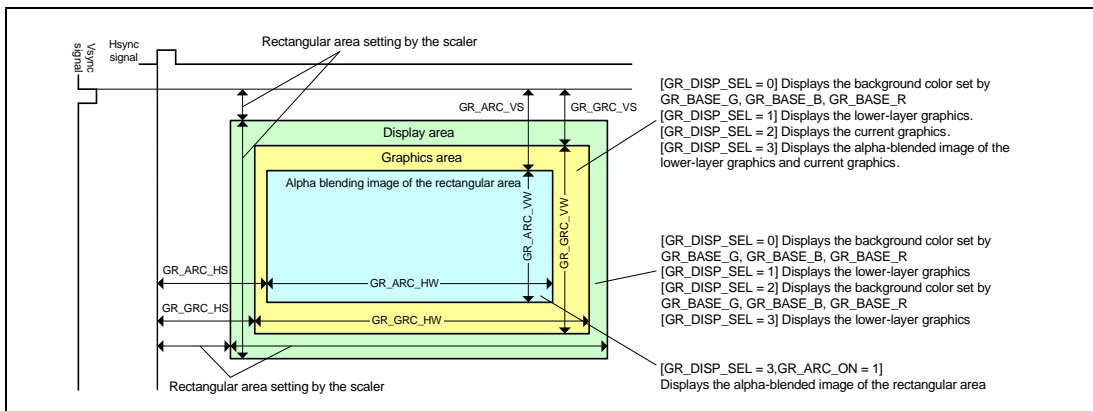 Rectangular area setting by the scaler
Hsync
signal
Vsync
signal
GR_ARC_VS
GR_GRC_VS
[GR_DISP_SEL = 0] Displays the background color set by
GR_BASE_G, GR_BASE_B, GR_BASE_R
[GR_DISP_SEL = 1] Displays the lower-layer graphics.
[GR_DISP_SEL = 2] Displays the current graphics.
[GR_DISP_SEL = 3] Displays the alpha-blended image of the
lower-layer graphics and current graphics.
Display area
Graphics area
Alpha blending image of the rectangular area
GR_ARC_VW
GR_GRC_VW
GR_ARC_HS
GR_ARC_HW
GR_GRC_HS
GR_GRC_HW
[GR_DISP_SEL = 0] Displays the background color set by
GR_BASE_G, GR_BASE_B, GR_BASE_R
[GR_DISP_SEL = 1] Displays the lower-layer graphics
[GR_DISP_SEL = 2] Displays the background color set by
GR_BASE_G, GR_BASE_B, GR_BASE_R
[GR_DISP_SEL = 3] Displays the lower-layer graphics
[GR_DISP_SEL = 3,GR_ARC_ON = 1]
Displays the alpha-blended image of the rectangular area
Rectangular area setting by the scaler